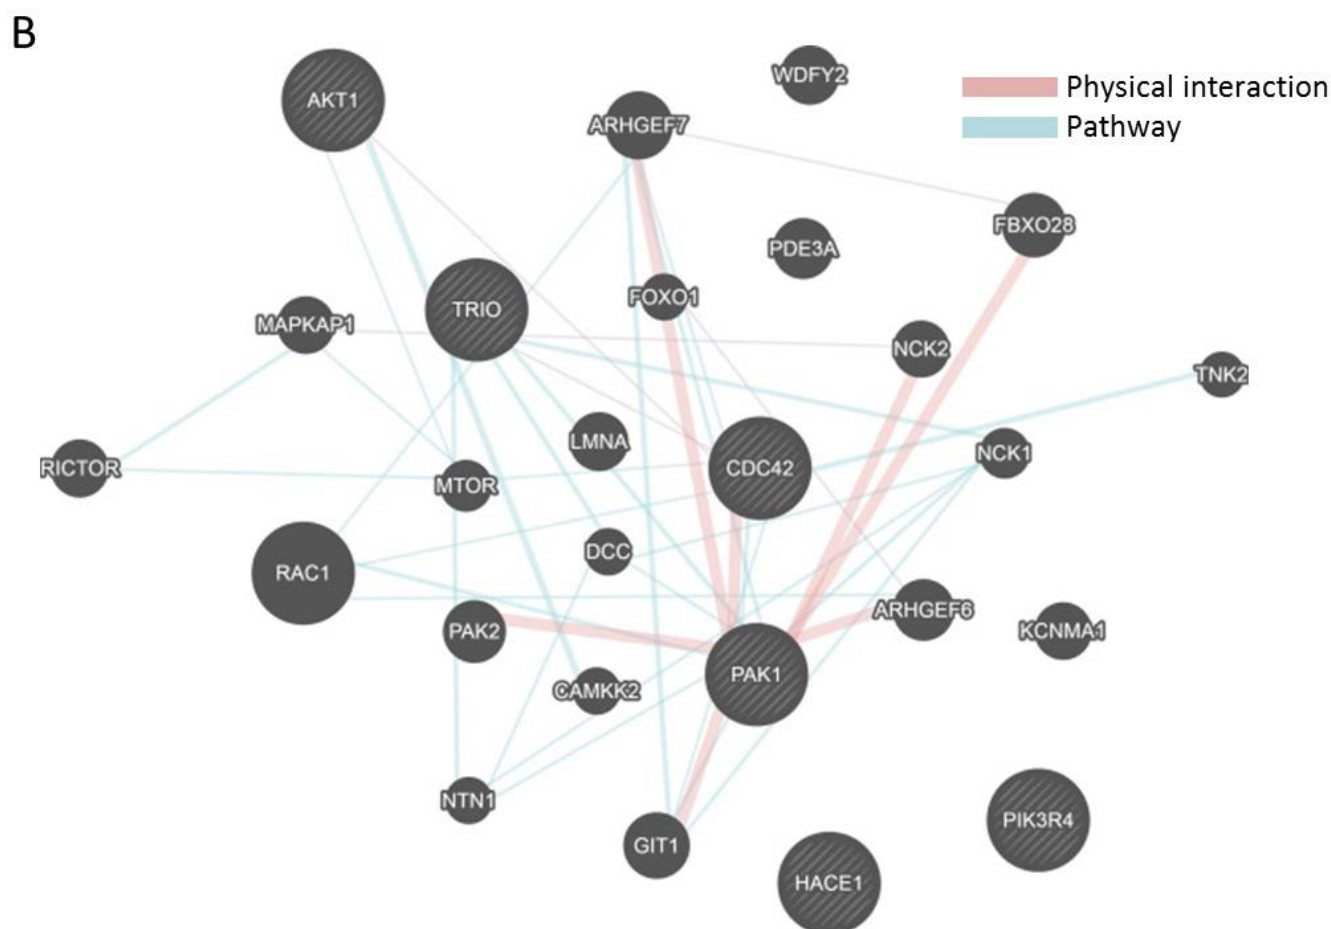 B
WDFY2
AKT1
Physical interaction
ARHGEF7
Pathway
FBXO28
PDE3A
FOXO1
TRIO
MAPKAP1
NCK2
TNK2
LMNA
NCK1
RICTOR
CDC42
MTOR
DCC
RAC1
ARHGEF6
PAK2
KCNMA1
PAK1
CAMKK2
NTN1
PIK3R4
GIT1
HACE1